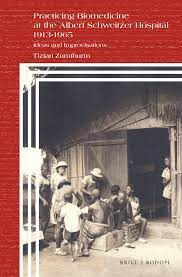 Practicing Biomedicine
at the Albert Schweitzer Hospital
1913-1965
Ideas and Improvisations
Tizian Zumthurm
BRILL | RODOPI